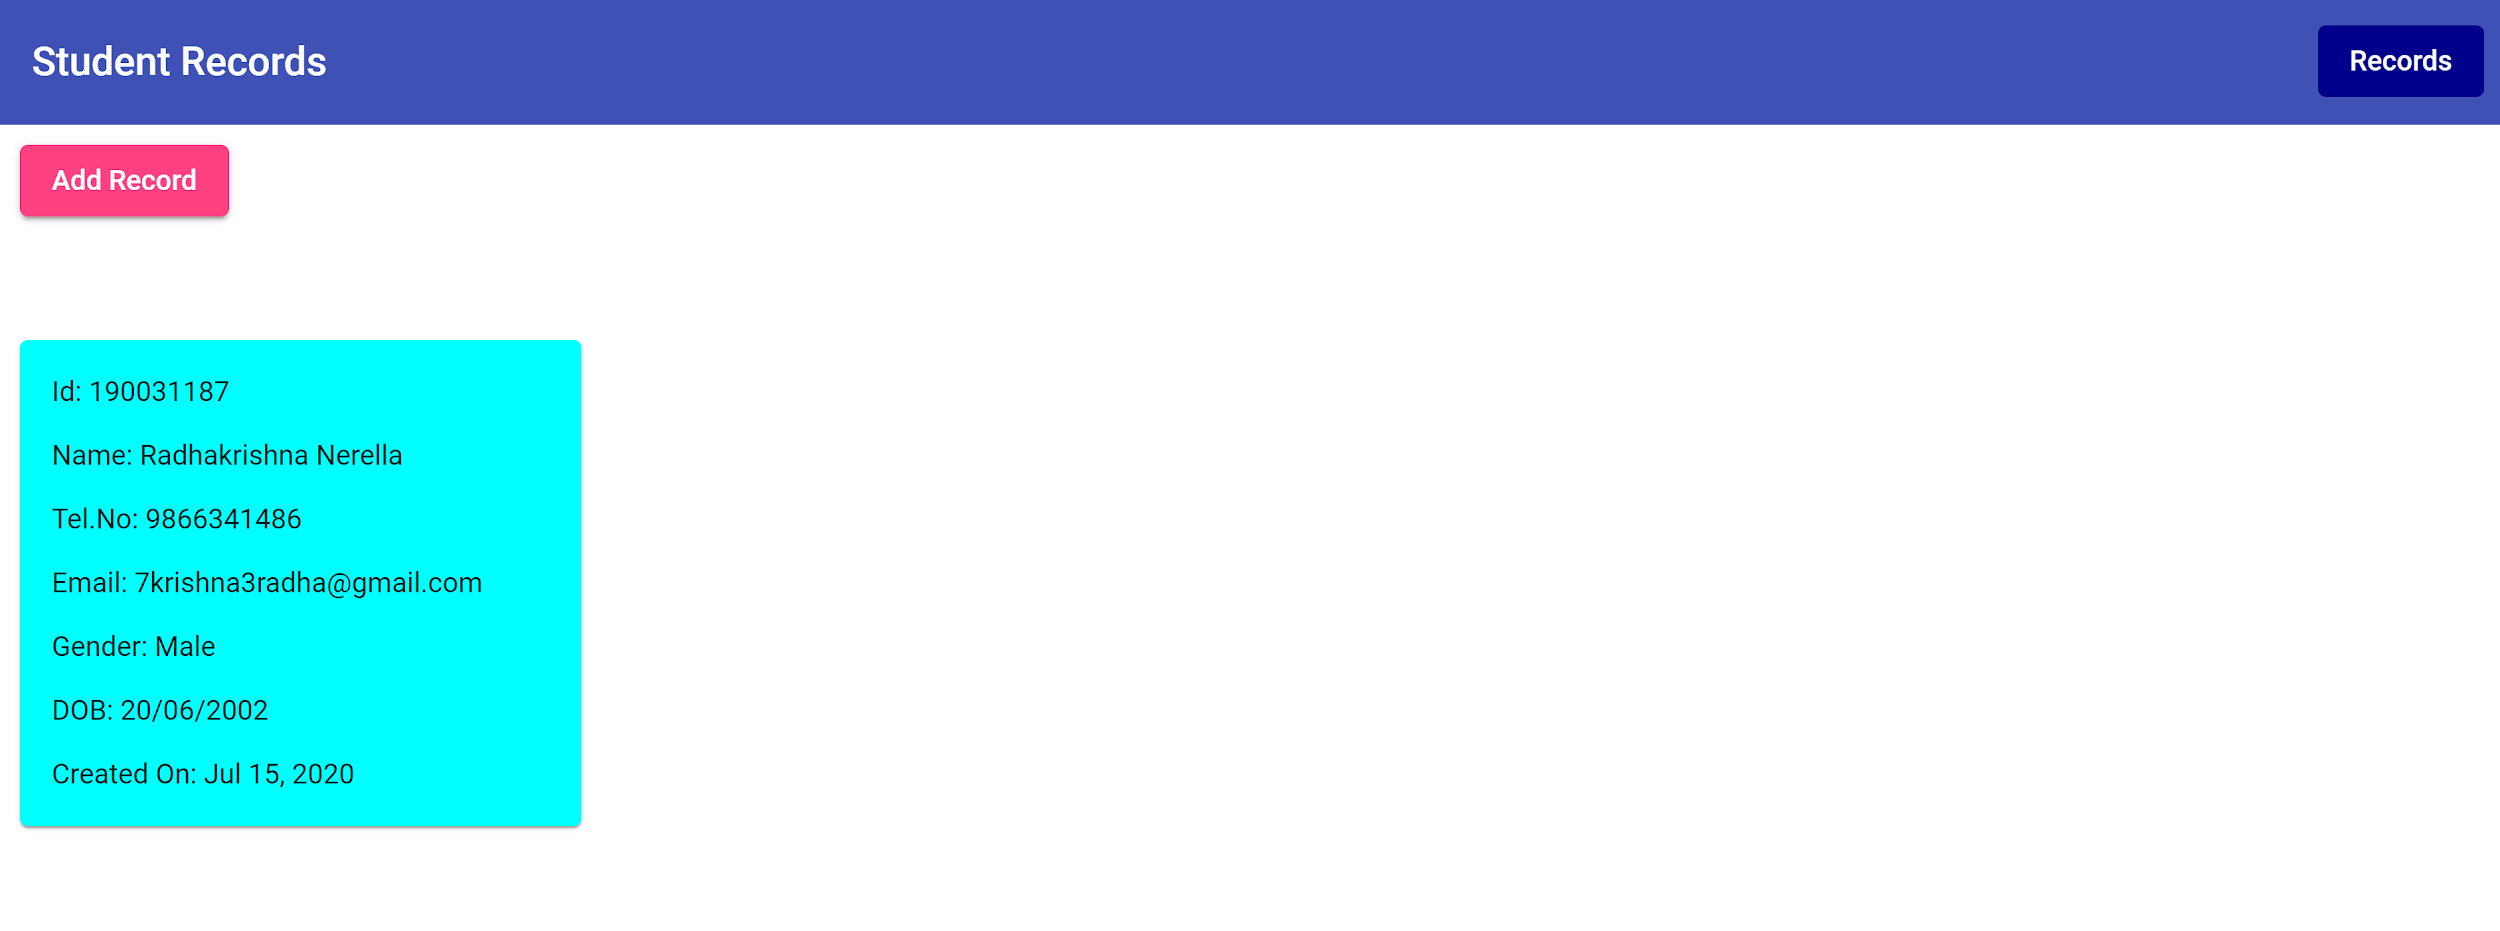 Student Records
Records
Add Record
Id: 190031187
Name: Radhakrishna Nerella
Tel.No: 9866341486
Email: 7krishna3radha@gmail.com
Gender: Male
DOB: 20/06/2002
Created On: Jul 15, 2020